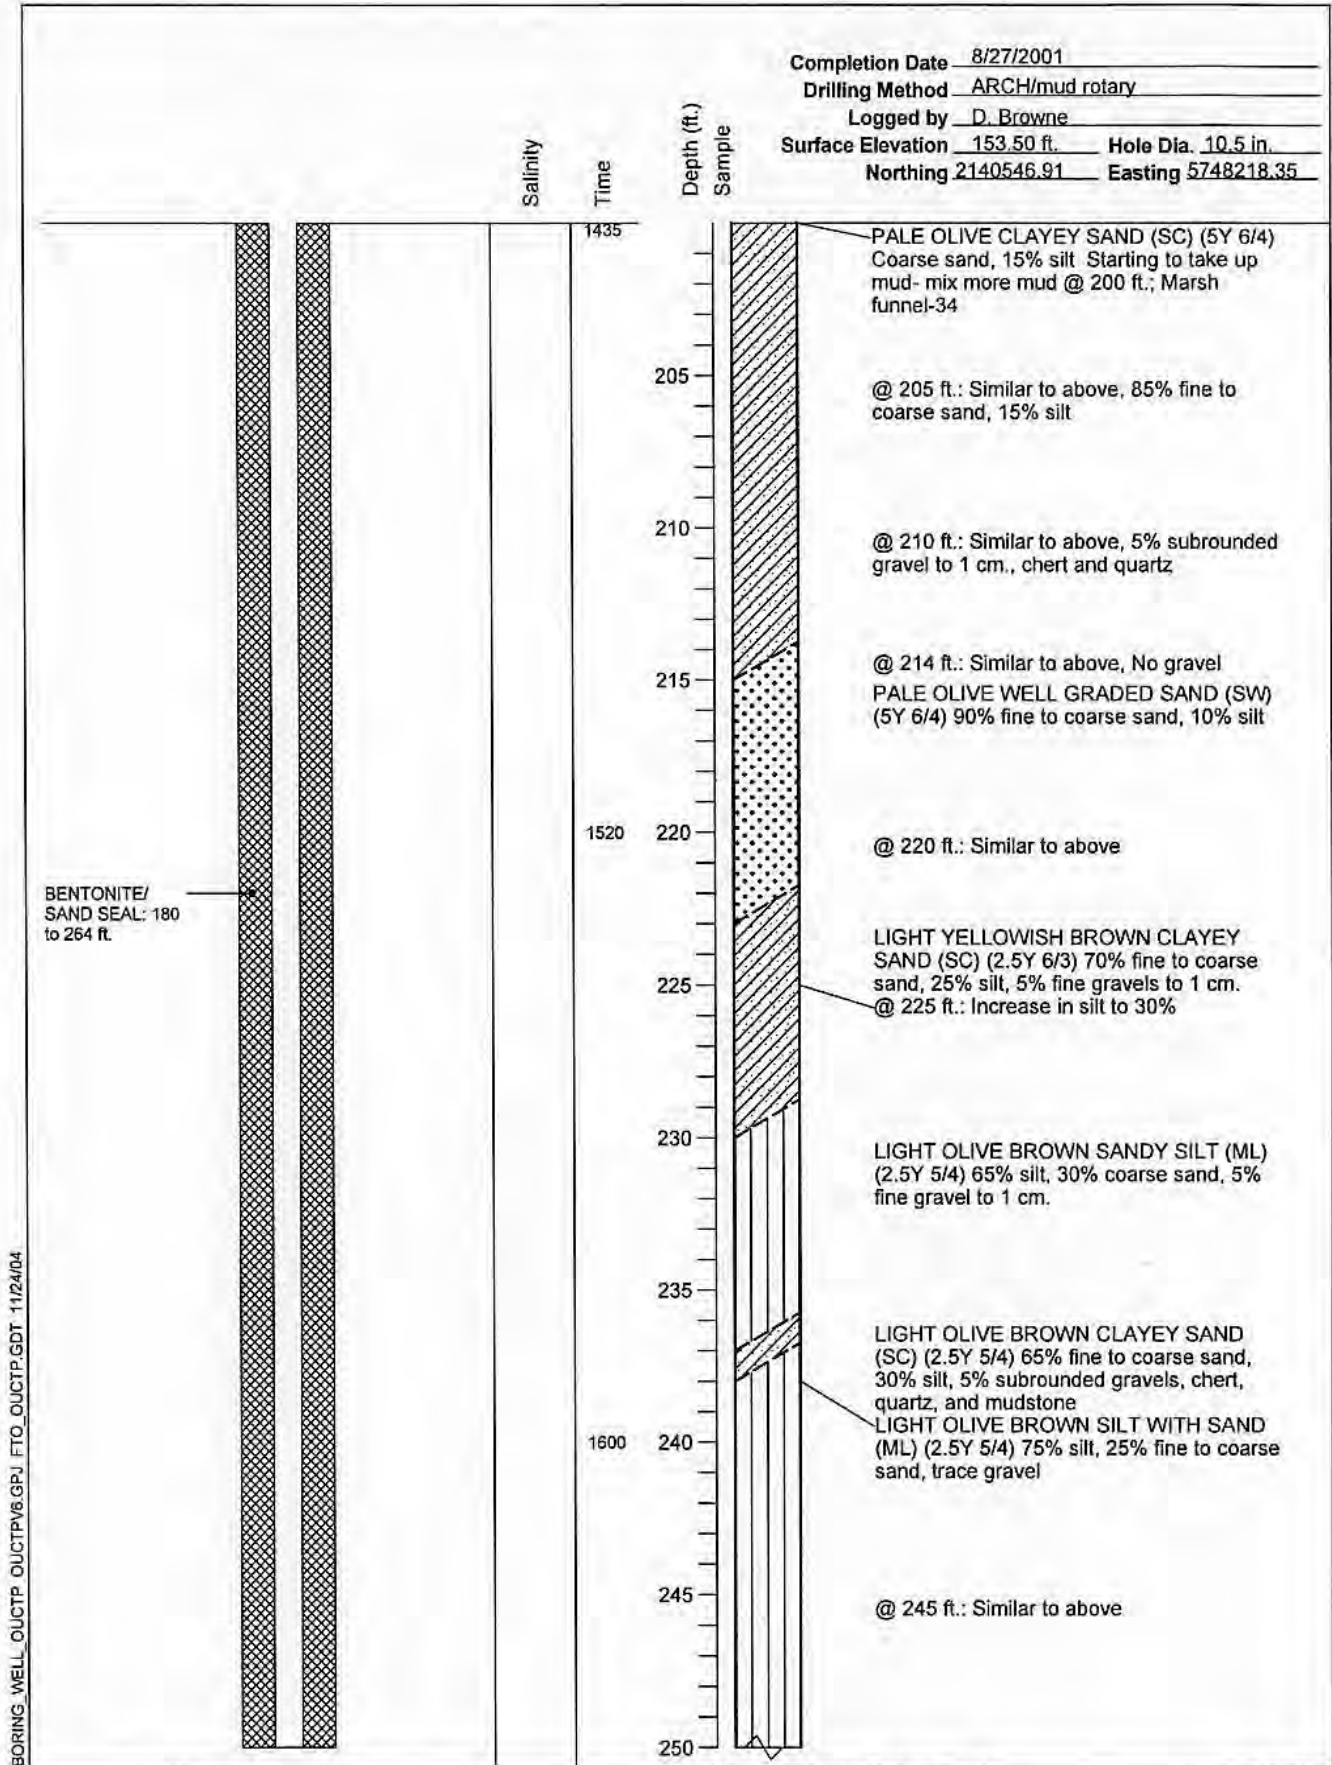 Completion Date 8/27/2001
Drilling Method ARCH/mud rotary
Logged by D. Browne
Surface Elevation 153.50 ft. Hole Dia. 10.5 in.
Northing 2140546.91 Easting 5748218.35
Salinity
Time
Depth (ft.)
Sample
1435
PALE OLIVE CLAYEY SAND (SC) (5Y 6/4)
Coarse sand, 15% silt Starting to take up
mud- mix more mud @ 200 ft.; Marsh
funnel-34
205
@ 205 ft.: Similar to above, 85% fine to
coarse sand, 15% silt
210
@ 210 ft.: Similar to above, 5% subrounded
gravel to 1 cm., chert and quartz
@ 214 ft.: Similar to above, No gravel
215
PALE OLIVE WELL GRADED SAND (SW)
(5Y 6/4) 90% fine to coarse sand, 10% silt
1520
220
@ 220 ft.: Similar to above
BENTONITE/
SAND SEAL: 180
to 264 ft.
LIGHT YELLOWISH BROWN CLAYEY
SAND (SC) (2.5Y 6/3) 70% fine to coarse
sand, 25% silt, 5% fine gravels to 1 cm.
225
@ 225 ft.: Increase in silt to 30%
230
LIGHT OLIVE BROWN SANDY SILT (ML)
(2.5Y 5/4) 65% silt, 30% coarse sand, 5%
fine gravel to 1 cm.
235
LIGHT OLIVE BROWN CLAYEY SAND
(SC) (2.5Y 5/4) 65% fine to coarse sand,
30% silt, 5% subrounded gravels, chert,
quartz, and mudstone
LIGHT OLIVE BROWN SILT WITH SAND
(ML) (2.5Y 5/4) 75% silt, 25% fine to coarse
sand, trace gravel
1600
240
245
@ 245 ft.: Similar to above
250
BORING_WELL_OUCTP OUCTPV6.GPJ FTO_OUCTP.GDT 11/24/04